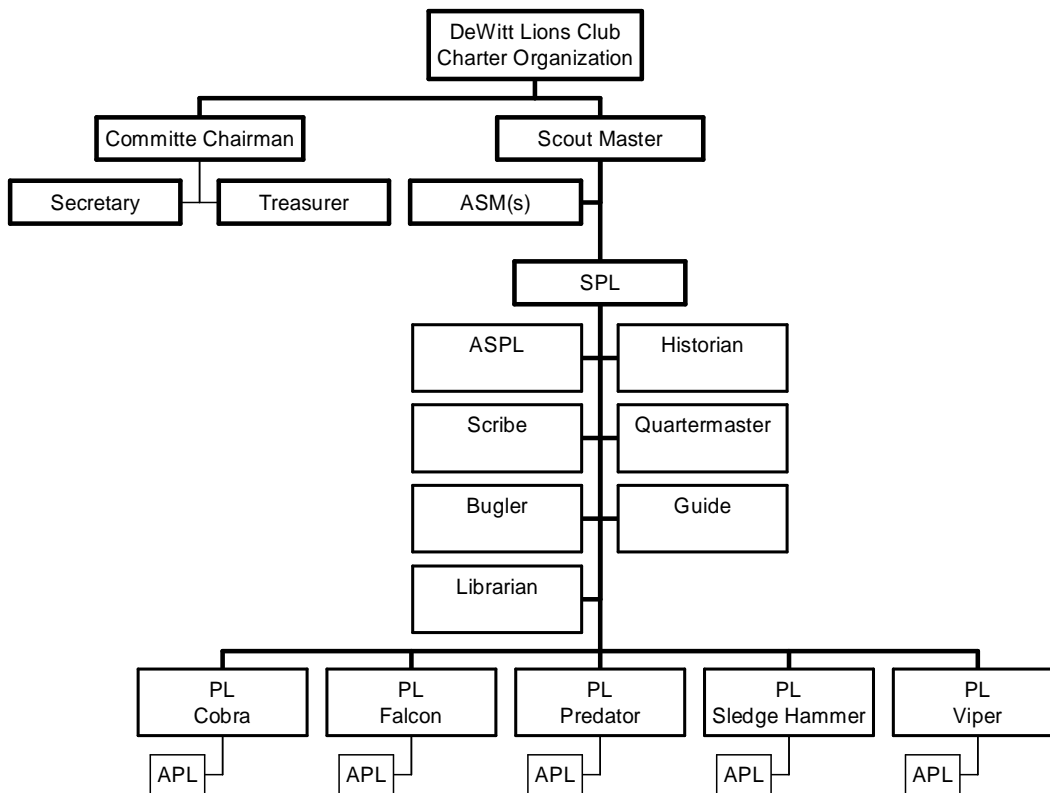 DeWitt Lions Club
Charter Organization
Committe Chairman
Scout Master
Secretary
Treasurer
ASM(s)
SPL
ASPL
Historian
Scribe
Quartermaster
Bugler
Guide
Librarian
PL
Cobra
PL
Falcon
PL
Predator
PL
Sledge Hammer
PL
Viper
APL
APL
APL
APL
APL